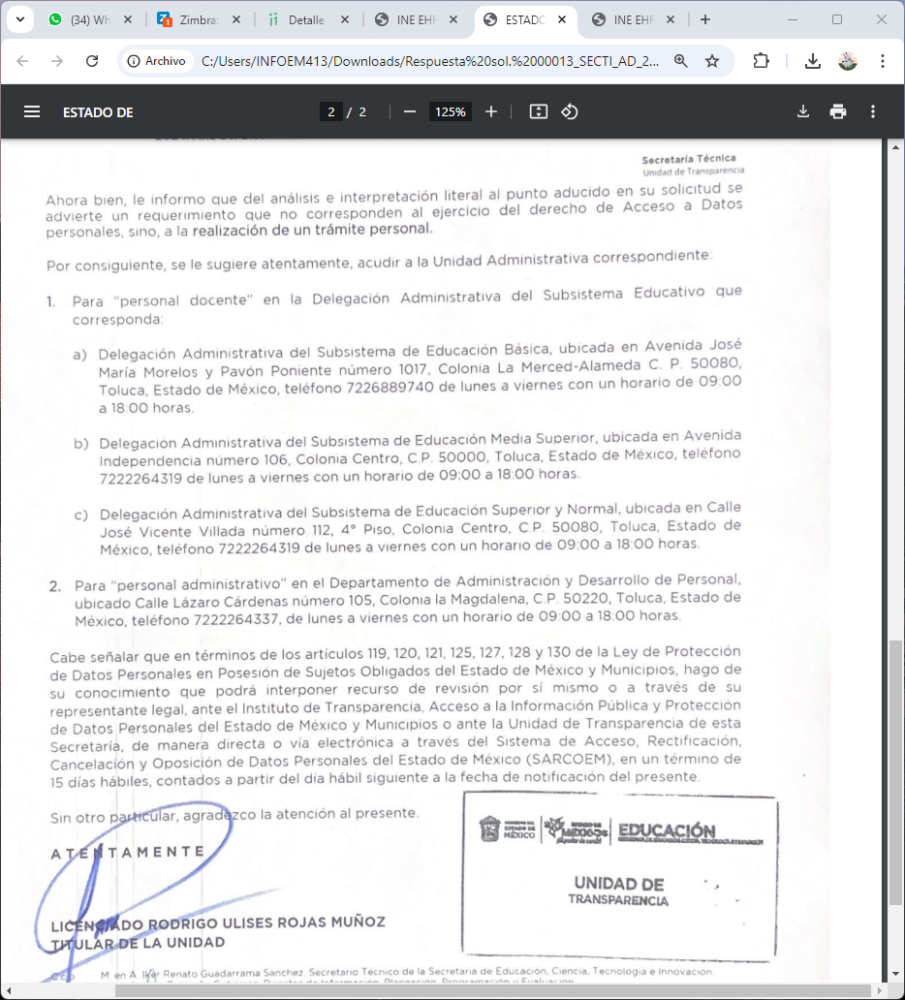 (34) Wh
Zimbra:
Detalle
INE EHF
ESTADO
INE EHF
Archivo
C:/Users/INFOEM413/Downloads/Respuesta%20sol.%2000013_SECTI_AD_2...
ESTADO DE
2 / 2
125%
Secretaría Técnica
Unidad de Transparencia
Ahora bien, le informo que del análisis e interpretación literal al punto aducido en su solicitud se
advierte un requerimiento que no corresponden al ejercicio del derecho de Acceso a Datos
personales, sino, a la realización de un trámite personal.
Por consiguiente, se le sugiere atentamente, acudir a la Unidad Administrativa correspondiente.
1. Para "personal docente" en la Delegación Administrativa del Subsistema Educativo que
corresponda:
a) Delegación Administrativa del Subsistema de Educación Básica, ubicada en Avenida José
María Morelos y Pavón Poniente número 1017, Colonia La Merced-Alameda C. P. 50080,
Toluca, Estado de México, teléfono 7226889740 de lunes a viernes con un horario de 09:00
a 18:00 horas.
b) Delegación Administrativa del Subsistema de Educación Media Superior, ubicada en Avenida
Independencia número 106, Colonia Centro, C.P. 50000, Toluca, Estado de México, teléfono
7222264319 de lunes a viernes con un horario de 09:00 a 18:00 horas.
c) Delegación Administrativa del Subsistema de Educación Superior y Normal, ubicada en Calle
José Vicente Villada número 112, 4° Piso, Colonia Centro, C.P. 50080, Toluca, Estado de
México, teléfono 7222264319 de lunes a viernes con un horario de 09:00 a 18:00 horas.
2. Para "personal administrativo" en el Departamento de Administración y Desarrollo de Personal,
ubicado Calle Lázaro Cárdenas número 105, Colonia la Magdalena, C.P. 50220, Toluca, Estado de
México, teléfono 7222264337, de lunes a viernes con un horario de 09:00 a 18:00 horas.
Cabe señalar que en términos de los artículos 119, 120, 121, 125, 127, 128 y 130 de la Ley de Protección
de Datos Personales en Posesión de Sujetos Obligados del Estado de México y Municipios, hago de
su conocimiento que podrá interponer recurso de revisión por sí mismo o a través de su
representante legal, ante el Instituto de Transparencia, Acceso a la Información Pública y Protección
de Datos Personales del Estado de México y Municipios o ante la Unidad de Transparencia de esta
Secretaría, de manera directa o vía electrónica a través del Sistema de Acceso, Rectificación,
Cancelación y Oposición de Datos Personales del Estado de México (SARCOEM), en un término de
15 días hábiles, contados a partir del día hábil siguiente a la fecha de notificación del presente.
Sin otro particular, agradezco la atención al presente.
ATENTAMENTE
LICENCIADO RODRIGO ULISES ROJAS MUÑOZ
TITULAR DE LA UNIDAD
ESTADO DE
MÉXICO
MÉXICO
EDUCACIÓN
UNIDAD DE
TRANSPARENCIA
C.c.p M. en A. Renato Guadarrama Sánchez. Secretario Técnico de la Secretaría de Educación, Ciencia, Tecnología e Innovación.